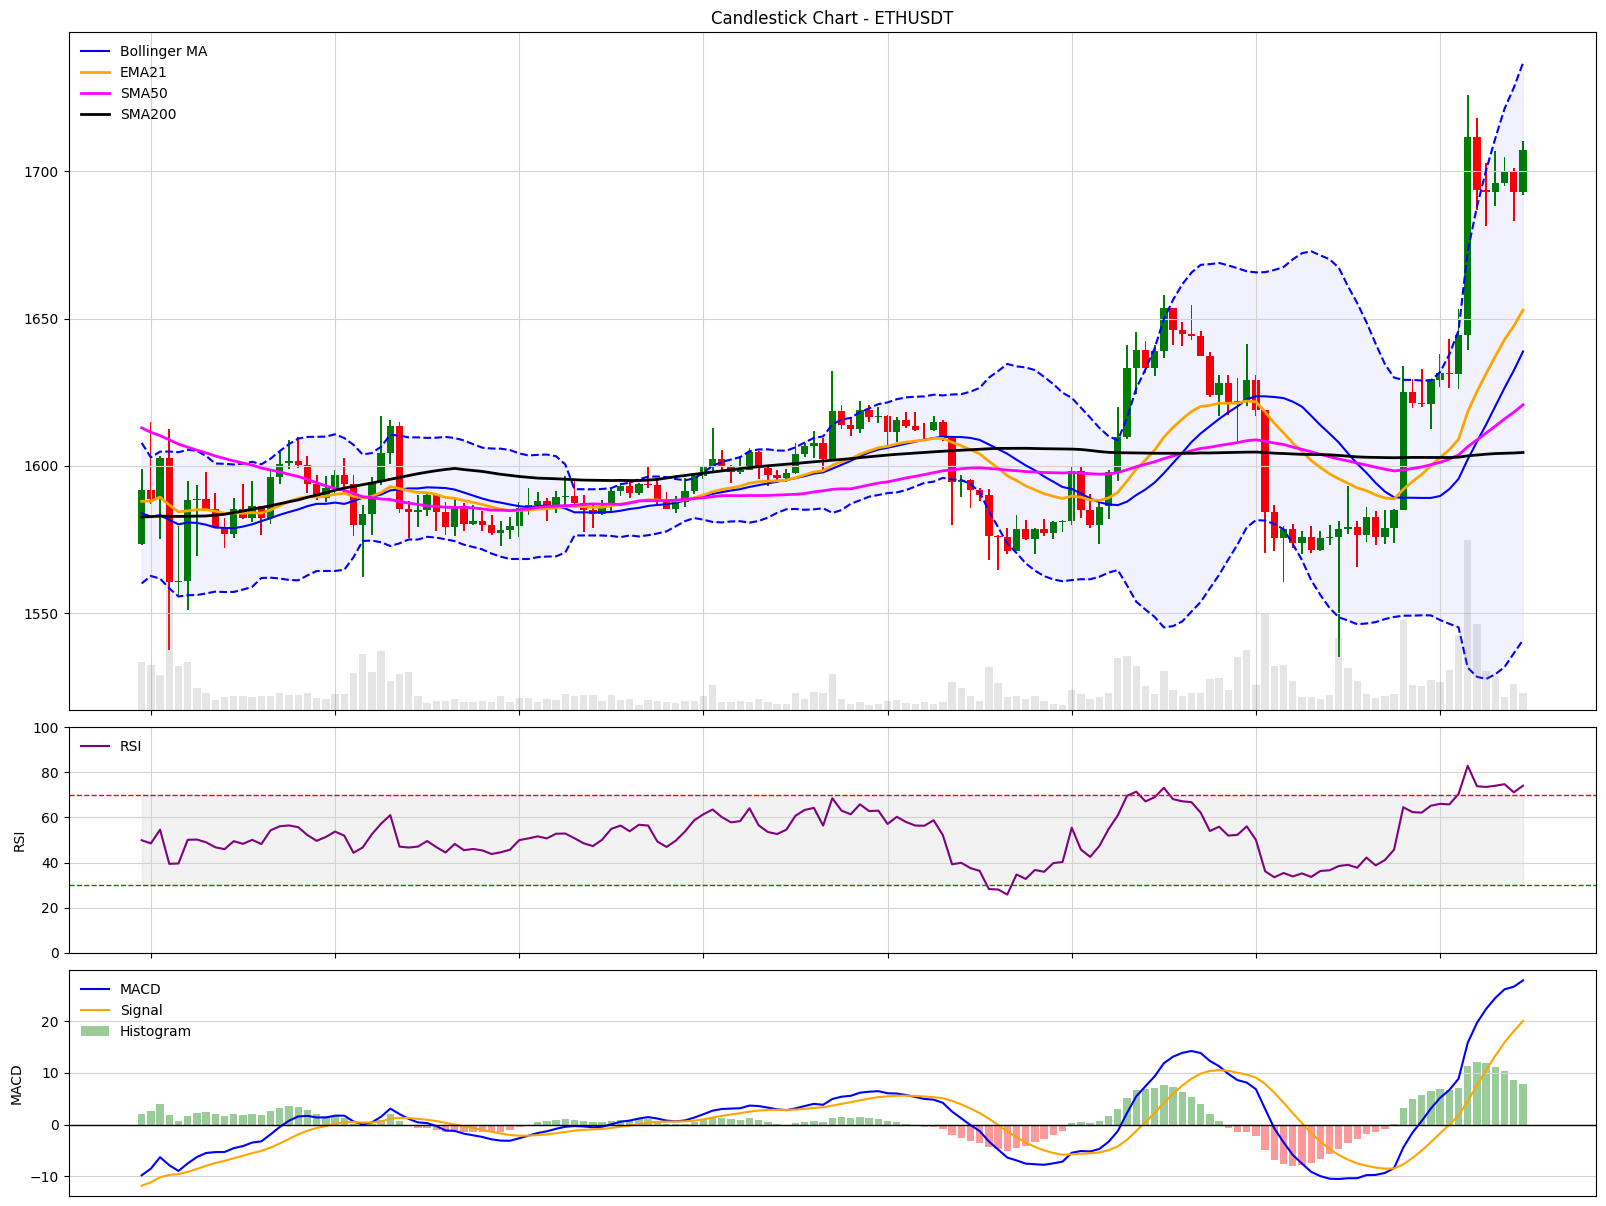 Candlestick Chart - ETHUSDT
Bollinger MA
EMA21
SMA50
SMA200
1700
1650
1600
1550
RSI
100
80
60
40
20
0
RSI
MACD
Signal
Histogram
20
10
0
−10
MACD